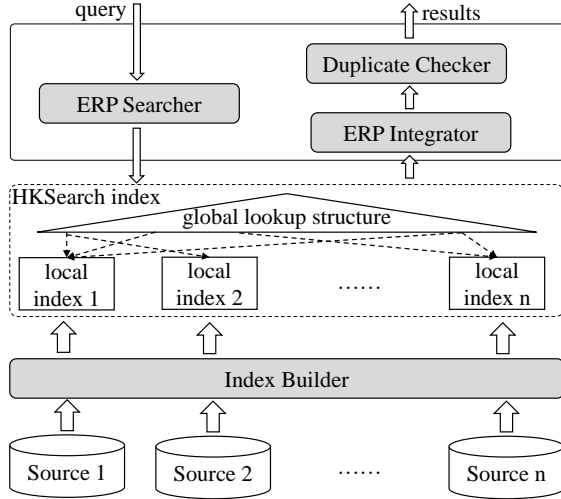 query
results
Duplicate Checker
ERP Searcher
ERP Integrator
HKSearch index
global lookup structure
local
index 1
local
index 2
......
local
index n
Index Builder
Source 1
Source 2
......
Source n